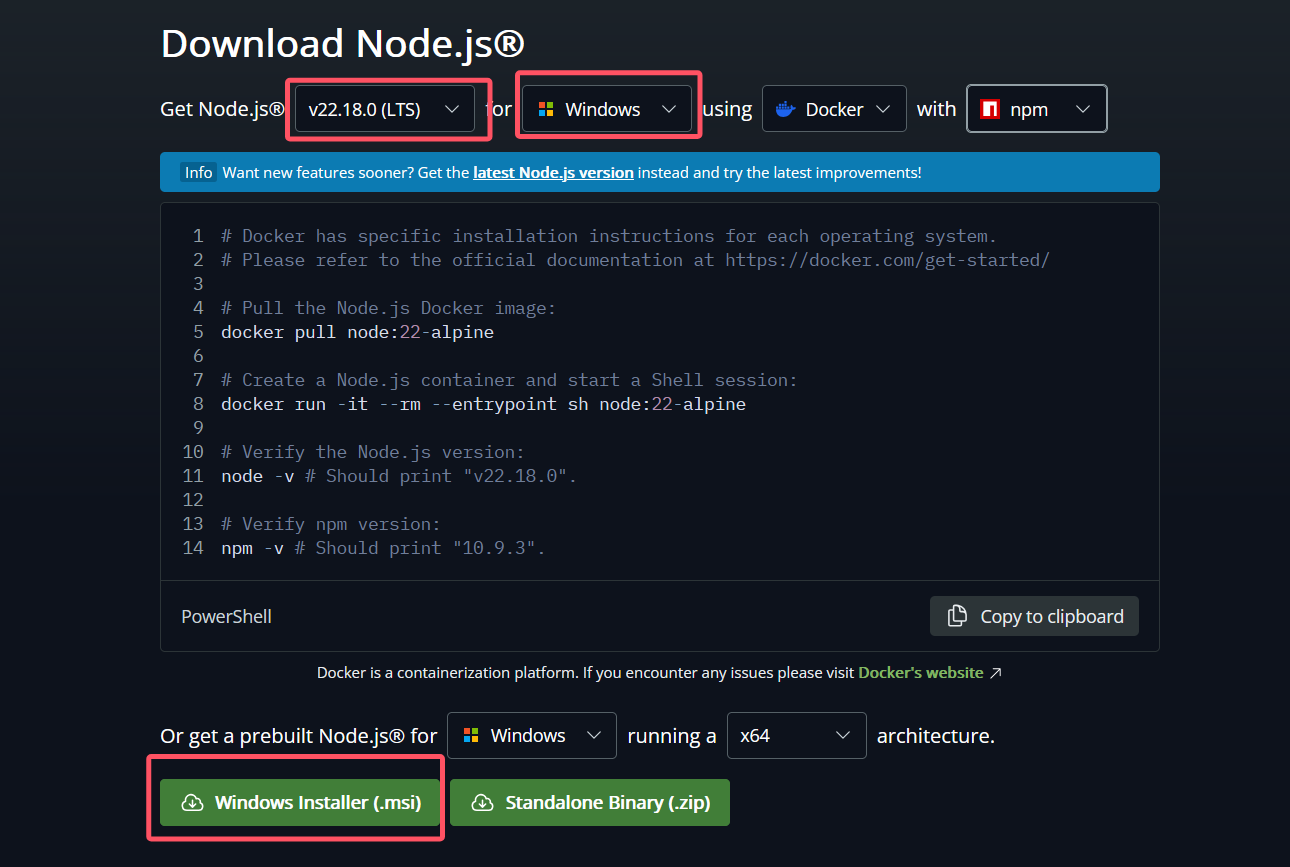 Download Node.js®
Get Node.js® v22.18.0 (LTS) for Windows using Docker with npm
Info Want new features sooner? Get the latest Node.js version instead and try the latest improvements!
1 # Docker has specific installation instructions for each operating system.
2 # Please refer to the official documentation at https://docker.com/get-started/
3
4 # Pull the Node.js Docker image:
5 docker pull node:22-alpine
6
7 # Create a Node.js container and start a Shell session:
8 docker run -it --rm --entrypoint sh node:22-alpine
9
10 # Verify the Node.js version:
11 node -v # Should print "v22.18.0".
12
13 # Verify npm version:
14 npm -v # Should print "10.9.3".
PowerShell Copy to clipboard
Docker is a containerization platform. If you encounter any issues please visit Docker's website ↗
Or get a prebuilt Node.js® for Windows running a x64 architecture.
Windows Installer (.msi) Standalone Binary (.zip)